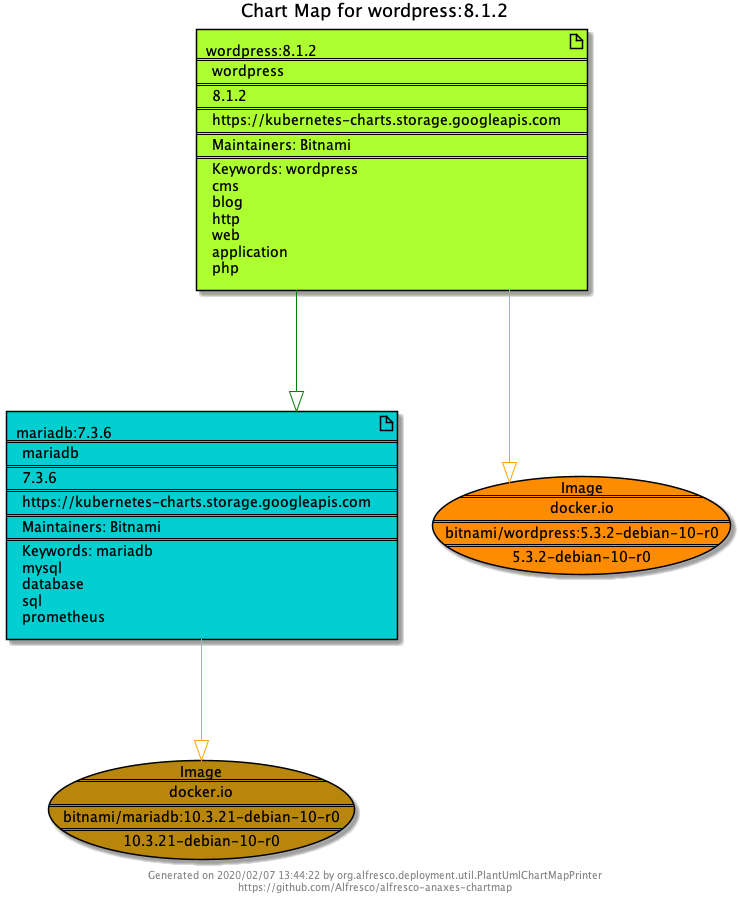 Chart Map for wordpress:8.1.2
wordpress:8.1.2
wordpress
8.1.2
https://kubernetes-charts.storage.googleapis.com
Maintainers: Bitnami
Keywords: wordpress
cms
blog
http
web
application
php
mariadb:7.3.6
mariadb
7.3.6
https://kubernetes-charts.storage.googleapis.com
Maintainers: Bitnami
Keywords: mariadb
mysql
database
sql
prometheus
Image
docker.io
bitnami/wordpress:5.3.2-debian-10-r0
5.3.2-debian-10-r0
Image
docker.io
bitnami/mariadb:10.3.21-debian-10-r0
10.3.21-debian-10-r0
Generated on 2020/02/07 13:44:22 by org.alfresco.deployment.util.PlantUmlChartMapPrinter
https://github.com/Alfresco/alfresco-anaxes-chartmap